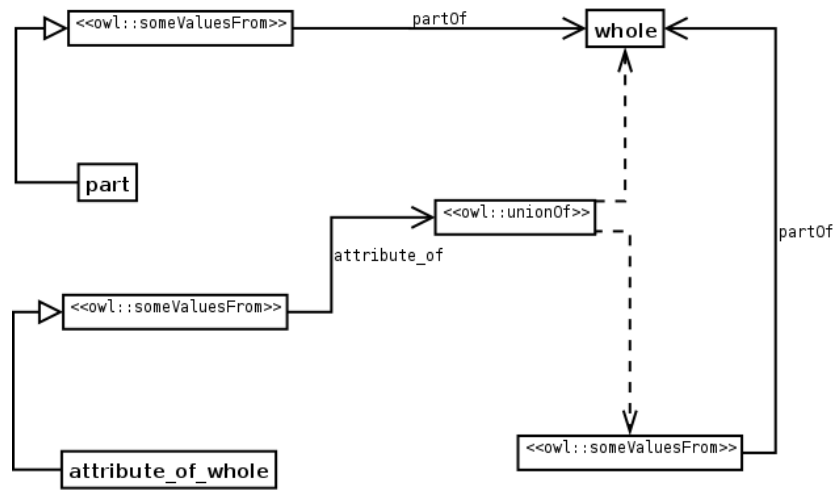 <<owl::someValuesFrom>>
partOf
whole
part
<<owl::unionOf>>
partOf
attribute_of
<<owl::someValuesFrom>>
<<owl::someValuesFrom>>
attribute_of_whole